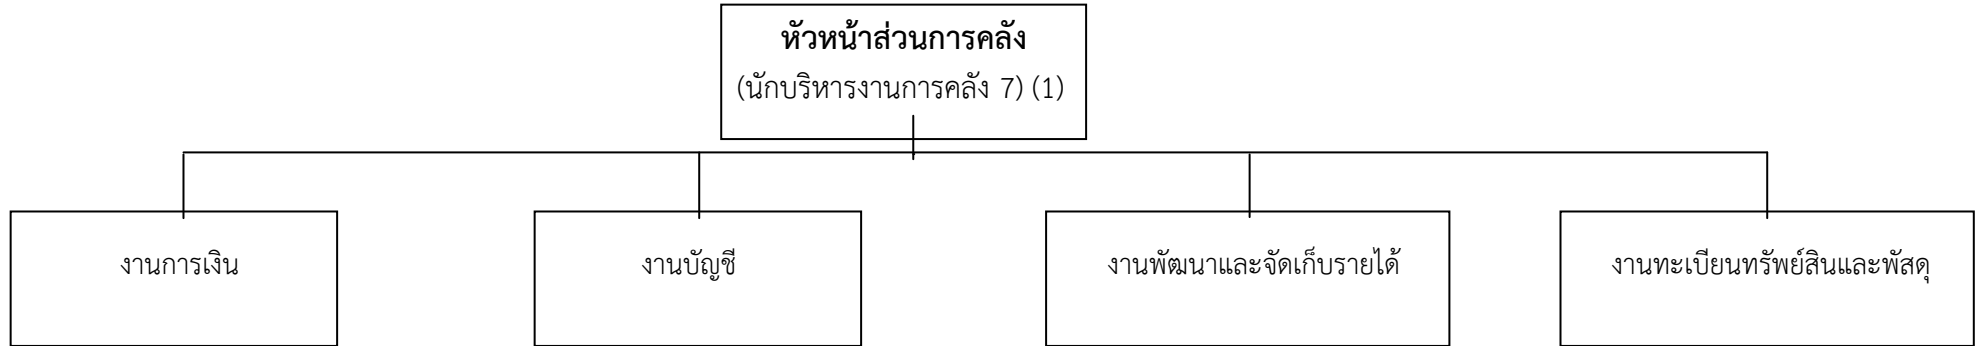 หัวหน้าส่วนการคลัง
(นักบริหารงานการคลัง 7) (1)
งานการเงิน
งานบัญชี
งานพัฒนาและจัดเก็บรายได้
งานทะเบียนทรัพย์สินและพัสดุ